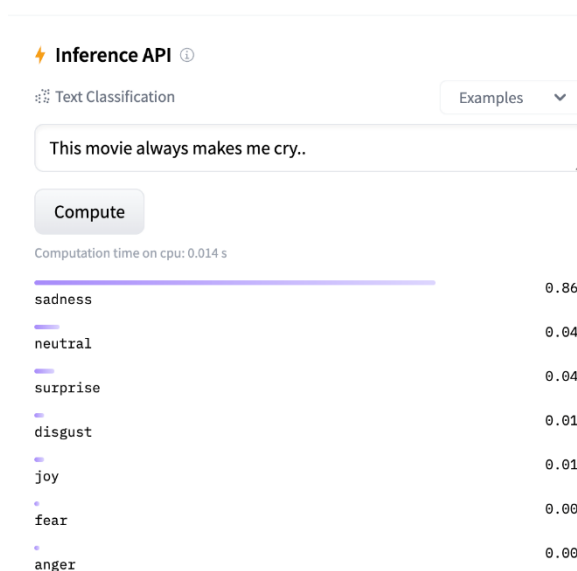 Inference API
Text Classification
Examples
This movie always makes me cry..
Compute
Computation time on cpu: 0.014 s
0.86
sadness
0.04
neutral
0.04
surprise
0.01
disgust
0.01
joy
0.00
fear
0.00
anger